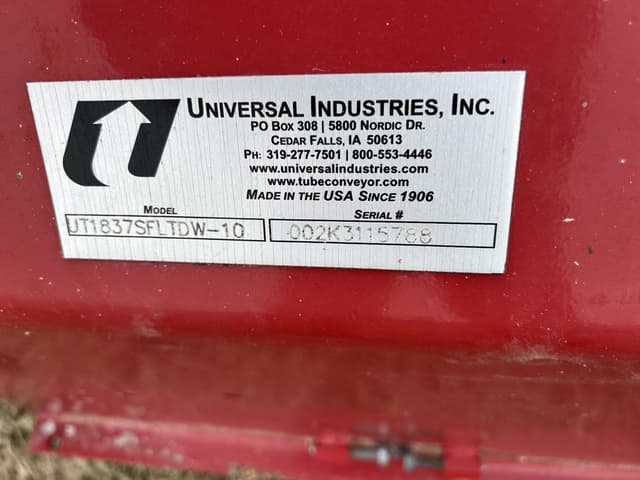 UNIVERSAL INDUSTRIES, INC.
PO BOX 308 | 5800 NORDIC DR.
CEDAR FALLS, IA 50613
PH: 319-277-7501 | 800-553-4446
www.universalindustries.com
www.tubeconveyor.com
MADE IN THE USA SINCE 1906
MODEL
UT1837SFLTDW-10
SERIAL #
002K3115788